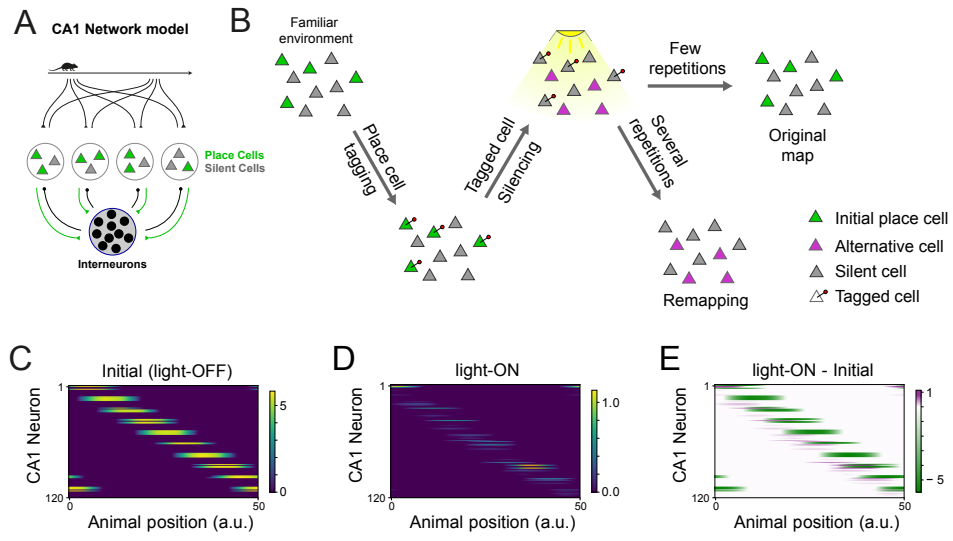 A
CA1 Network model
Place Cells
Silent Cells
Interneurons
B
Familiar
environment
Place cell
tagging
Tagged cell
Silencing
Few
repetitions
Several
repetitions
Original
map
Remapping
Initial place cell
Alternative cell
Silent cell
Tagged cell
C
Initial (light-OFF)
CA1 Neuron
1
120
0
50
Animal position (a.u.)
5
0
D
light-ON
CA1 Neuron
1
120
0
50
Animal position (a.u.)
1.0
0.0
E
light-ON - Initial
CA1 Neuron
1
120
0
50
Animal position (a.u.)
1
- 5